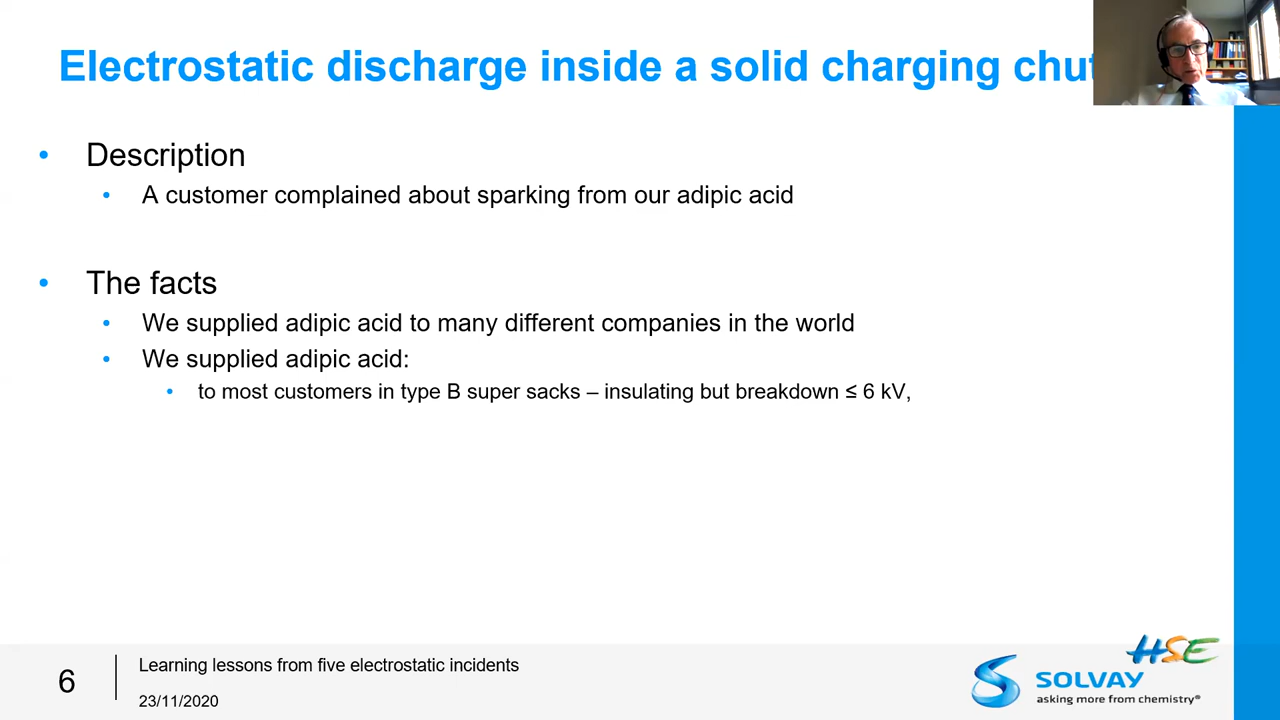 Electrostatic discharge inside a solid charging
Description
A customer complained about sparking from our adipic acid
The facts
We supplied adipic acid to many different companies in the world
We supplied adipic acid:
to most customers in type B super sacks – insulating but breakdown ≤ 6 kV,
6
Learning lessons from five electrostatic incidents
23/11/2020
HSE
SOLVAY
asking more from chemistry®